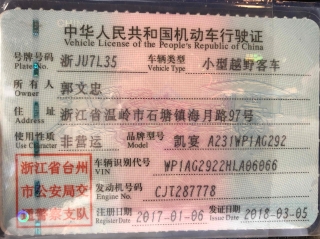 中华人民共和国机动车行驶证
Vehicle License of the People's Republic of China
号牌号码 浙JU7L35 车辆类型 小型越野客车
Plate No. Vehicle Type
所有人 郭文忠
Owner
住址 浙江省温岭市石塘镇海月路97号
Address
使用性质 非营运 品牌型号 凯宴 A231WP1AG292
Use Character Model
浙江省台州 车辆识别代号 WP1AG2922HLA06066
VIN
市公安局交 发动机号码 CJT287778
Engine No.
警察支队 注册日期 2017-01-06 发证日期 2018-03-05
Register Date Issue Date